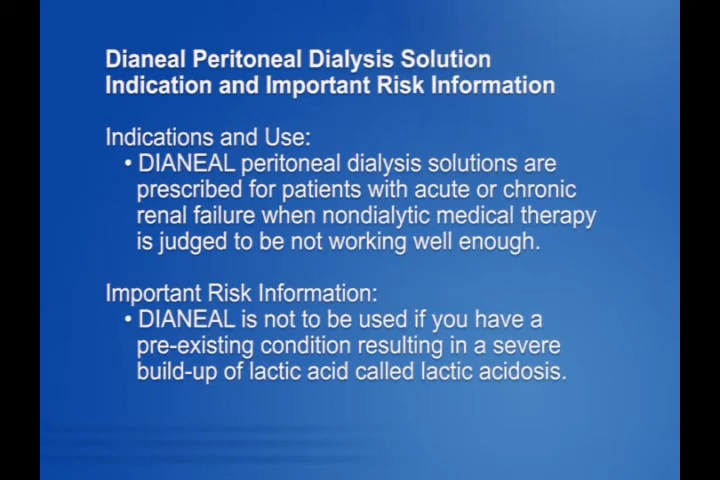 Dianeal Peritoneal Dialysis Solution
Indication and Important Risk Information
Indications and Use:
• DIANEAL peritoneal dialysis solutions are
prescribed for patients with acute or chronic
renal failure when nondialytic medical therapy
is judged to be not working well enough.
Important Risk Information:
• DIANEAL is not to be used if you have a
pre-existing condition resulting in a severe
build-up of lactic acid called lactic acidosis.